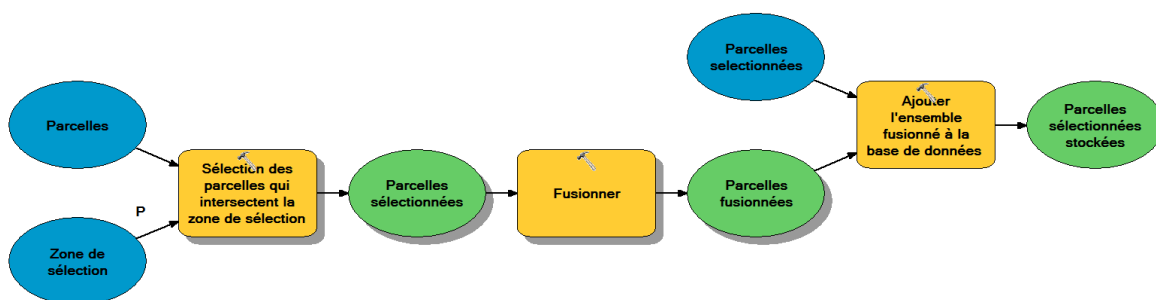 Parcelles
P
Zone de
sélection
Sélection des
parcelles qui
intersectent la
zone de sélection
Parcelles
sélectionnées
Fusionner
Parcelles
selectionnées
Parcelles
fusionnées
Ajouter
l'ensemble
fusionné à la
base de données
Parcelles
sélectionnées
stockées